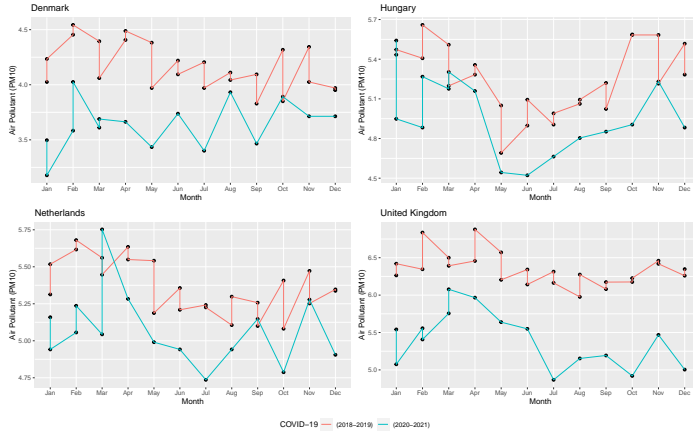 Denmark
Air Pollutant (PM10)
4.5
4.0
3.5
Jan Feb Mar Apr May Jun Jul Aug Sep Oct Nov Dec
Month
Hungary
Air Pollutant (PM10)
5.7
5.4
5.1
4.8
4.5
Jan Feb Mar Apr May Jun Jul Aug Sep Oct Nov Dec
Month
Netherlands
Air Pollutant (PM10)
5.75
5.50
5.25
5.00
4.75
Jan Feb Mar Apr May Jun Jul Aug Sep Oct Nov Dec
Month
United Kingdom
Air Pollutant (PM10)
6.5
6.0
5.5
5.0
Jan Feb Mar Apr May Jun Jul Aug Sep Oct Nov Dec
Month
COVID−19 (2018−2019) (2020−2021)